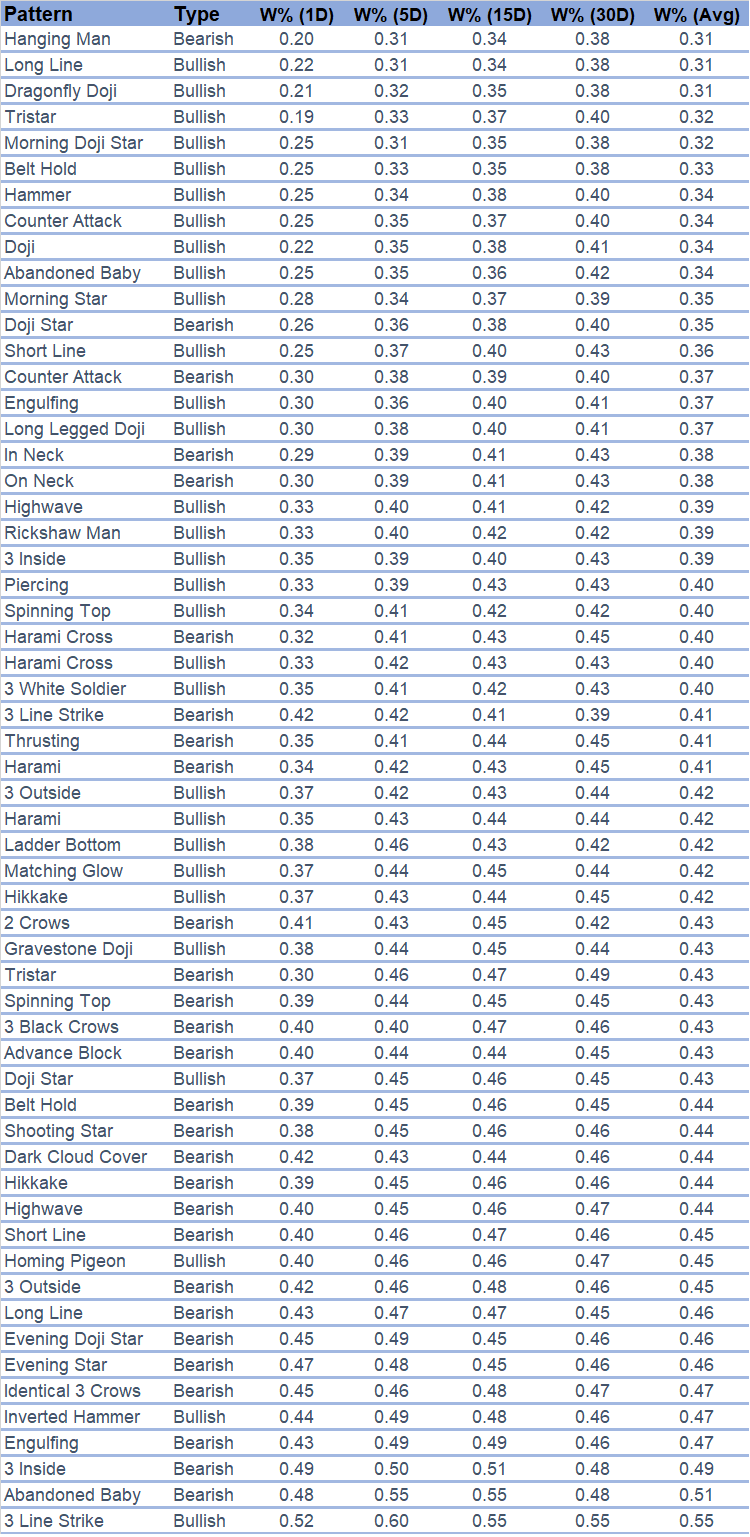 Pattern Type W% (1D) W% (5D) W% (15D) W% (30D) W% (Avg)
Hanging Man Bearish 0.20 0.31 0.34 0.38 0.31
Long Line Bullish 0.22 0.31 0.34 0.38 0.31
Dragonfly Doji Bullish 0.21 0.32 0.35 0.38 0.31
Tristar Bullish 0.19 0.33 0.37 0.40 0.32
Morning Doji Star Bullish 0.25 0.31 0.35 0.38 0.32
Belt Hold Bullish 0.25 0.33 0.35 0.38 0.33
Hammer Bullish 0.25 0.34 0.38 0.40 0.34
Counter Attack Bullish 0.25 0.35 0.37 0.40 0.34
Doji Bullish 0.22 0.35 0.38 0.41 0.34
Abandoned Baby Bullish 0.25 0.35 0.36 0.42 0.34
Morning Star Bullish 0.28 0.34 0.37 0.39 0.35
Doji Star Bearish 0.26 0.36 0.38 0.40 0.35
Short Line Bullish 0.25 0.37 0.40 0.43 0.36
Counter Attack Bearish 0.30 0.38 0.39 0.40 0.37
Engulfing Bullish 0.30 0.36 0.40 0.41 0.37
Long Legged Doji Bullish 0.30 0.38 0.40 0.41 0.37
In Neck Bearish 0.29 0.39 0.41 0.43 0.38
On Neck Bearish 0.30 0.39 0.41 0.43 0.38
Highwave Bullish 0.33 0.40 0.41 0.42 0.39
Rickshaw Man Bullish 0.33 0.40 0.42 0.42 0.39
3 Inside Bullish 0.35 0.39 0.40 0.43 0.39
Piercing Bullish 0.33 0.39 0.43 0.43 0.40
Spinning Top Bullish 0.34 0.41 0.42 0.42 0.40
Harami Cross Bearish 0.32 0.41 0.43 0.45 0.40
Harami Cross Bullish 0.33 0.42 0.43 0.43 0.40
3 White Soldier Bullish 0.35 0.41 0.42 0.43 0.40
3 Line Strike Bearish 0.42 0.42 0.41 0.39 0.41
Thrusting Bearish 0.35 0.41 0.44 0.45 0.41
Harami Bearish 0.34 0.42 0.43 0.45 0.41
3 Outside Bullish 0.37 0.42 0.43 0.44 0.42
Harami Bullish 0.35 0.43 0.44 0.44 0.42
Ladder Bottom Bullish 0.38 0.46 0.43 0.42 0.42
Matching Glow Bullish 0.37 0.44 0.45 0.44 0.42
Hikkake Bullish 0.37 0.43 0.44 0.45 0.42
2 Crows Bearish 0.41 0.43 0.45 0.42 0.43
Gravestone Doji Bullish 0.38 0.44 0.45 0.44 0.43
Tristar Bearish 0.30 0.46 0.47 0.49 0.43
Spinning Top Bearish 0.39 0.44 0.45 0.45 0.43
3 Black Crows Bearish 0.40 0.40 0.47 0.46 0.43
Advance Block Bearish 0.40 0.44 0.44 0.45 0.43
Doji Star Bullish 0.37 0.45 0.46 0.45 0.43
Belt Hold Bearish 0.39 0.45 0.46 0.45 0.44
Shooting Star Bearish 0.38 0.45 0.46 0.46 0.44
Dark Cloud Cover Bearish 0.42 0.43 0.44 0.46 0.44
Hikkake Bearish 0.39 0.45 0.46 0.46 0.44
Highwave Bearish 0.40 0.45 0.46 0.47 0.44
Short Line Bearish 0.40 0.46 0.47 0.46 0.45
Homing Pigeon Bullish 0.40 0.46 0.46 0.47 0.45
3 Outside Bearish 0.42 0.46 0.48 0.46 0.45
Long Line Bearish 0.43 0.47 0.47 0.45 0.46
Evening Doji Star Bearish 0.45 0.49 0.45 0.46 0.46
Evening Star Bearish 0.47 0.48 0.45 0.46 0.46
Identical 3 Crows Bearish 0.45 0.46 0.48 0.47 0.47
Inverted Hammer Bullish 0.44 0.49 0.48 0.46 0.47
Engulfing Bearish 0.43 0.49 0.49 0.46 0.47
3 Inside Bearish 0.49 0.50 0.51 0.48 0.49
Abandoned Baby Bearish 0.48 0.55 0.55 0.48 0.51
3 Line Strike Bullish 0.52 0.60 0.55 0.55 0.55